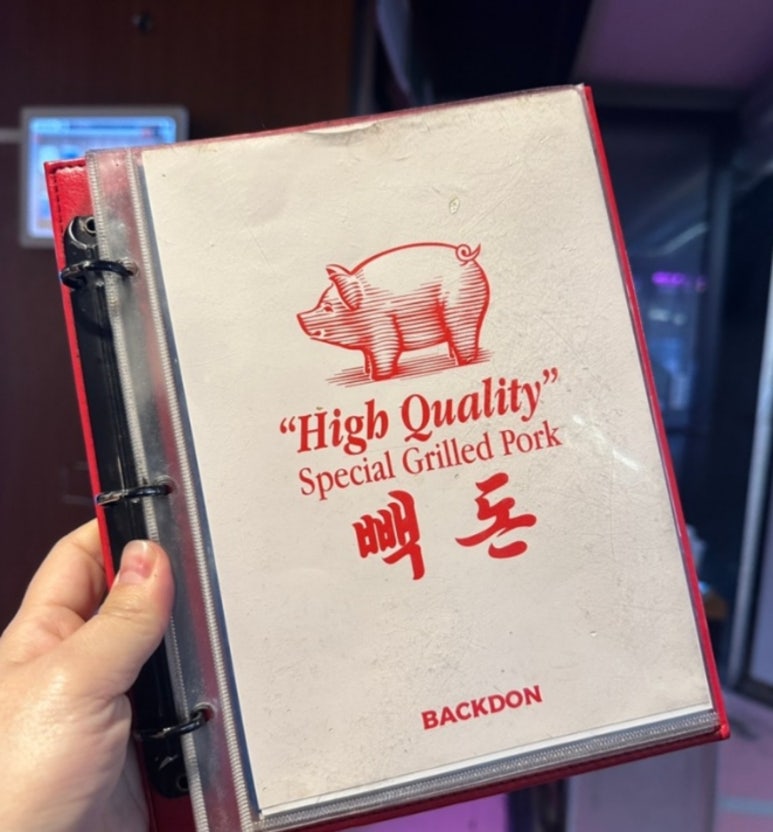 “High Quality”
Special Grilled Pork
빽돈
BACKDON